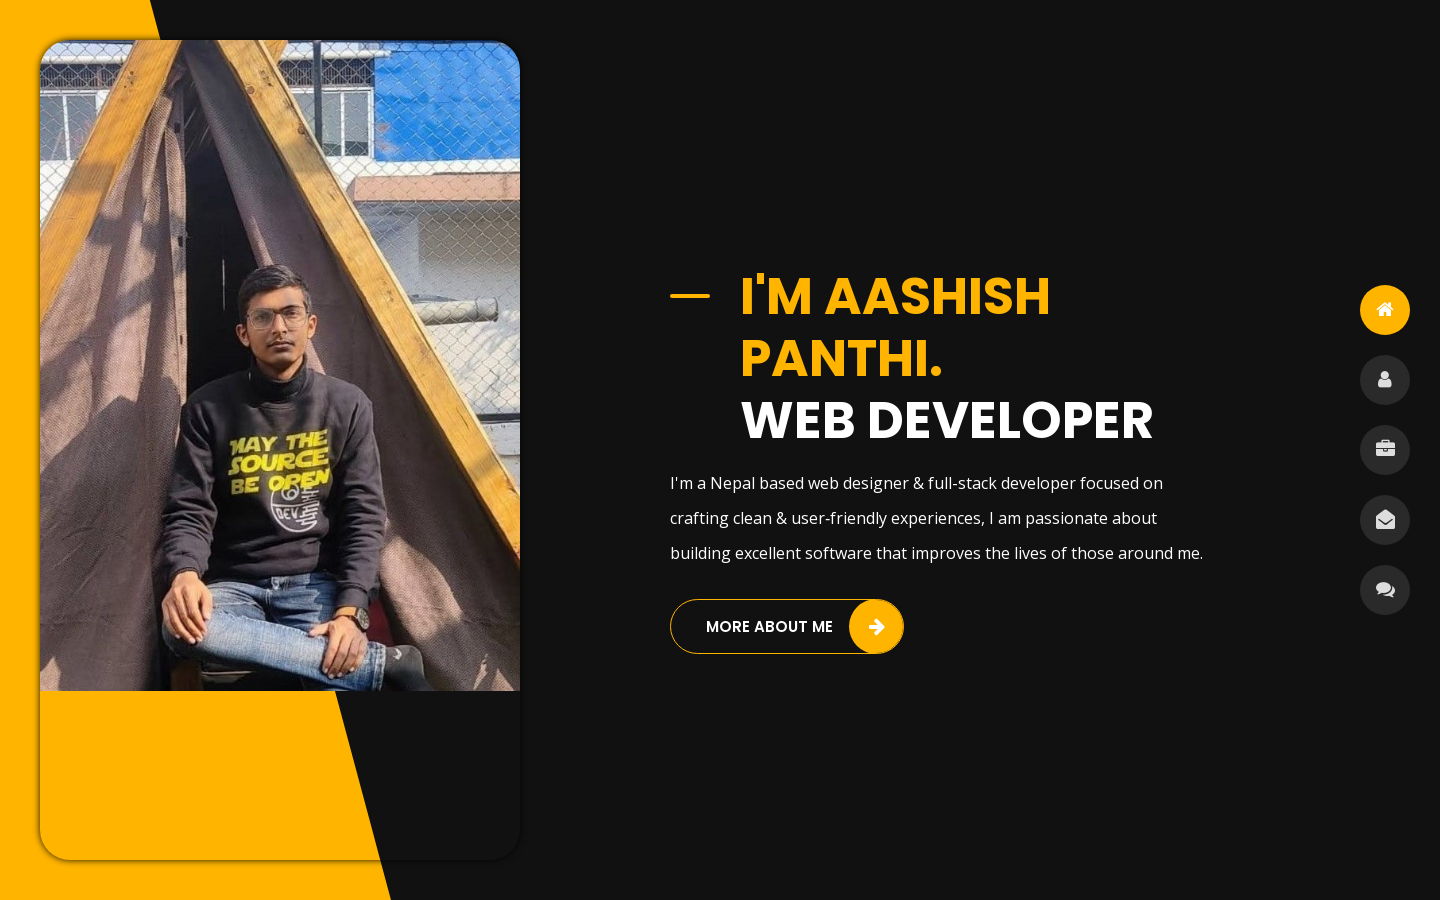 MAY THE
SOURCE
BE OPEN
DEV
I'M AASHISH
PANTHI.
WEB DEVELOPER
I'm a Nepal based web designer & full-stack developer focused on
crafting clean & user-friendly experiences, I am passionate about
building excellent software that improves the lives of those around me.
MORE ABOUT ME